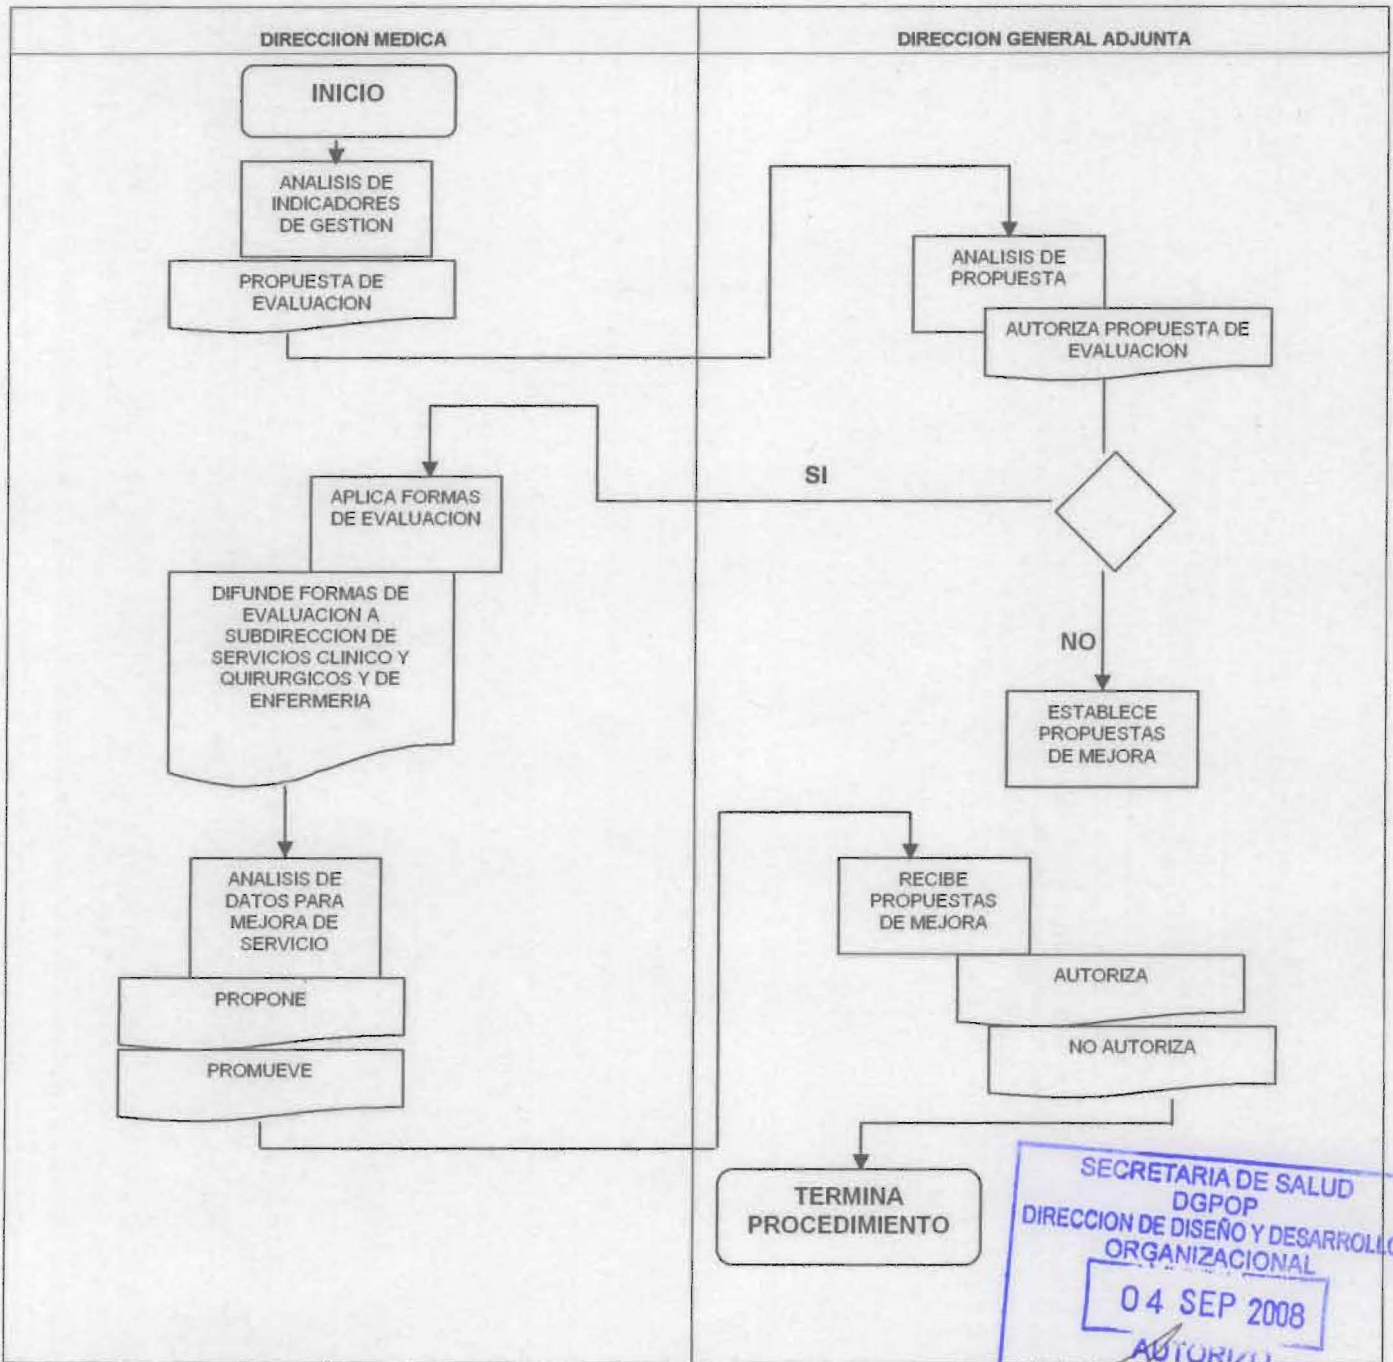 DIRECCIION MEDICA
DIRECCION GENERAL ADJUNTA
INICIO
ANALISIS DE
INDICADORES
DE GESTION
PROPUESTA DE
EVALUACION
ANALISIS DE
PROPUESTA
AUTORIZA PROPUESTA DE
EVALUACION
SI
NO
APLICA FORMAS
DE EVALUACION
DIFUNDE FORMAS DE
EVALUACION A
SUBDIRECCION DE
SERVICIOS CLINICO Y
QUIRURGICOS Y DE
ENFERMERIA
ESTABLECE
PROPUESTAS
DE MEJORA
ANALISIS DE
DATOS PARA
MEJORA DE
SERVICIO
PROPONE
PROMUEVE
RECIBE
PROPUESTAS
DE MEJORA
AUTORIZA
NO AUTORIZA
TERMINA
PROCEDIMIENTO
SECRETARIA DE SALUD
DGPOP
DIRECCION DE DISEÑO Y DESARROLLO
ORGANIZACIONAL
04 SEP 2008
AUTORIZO